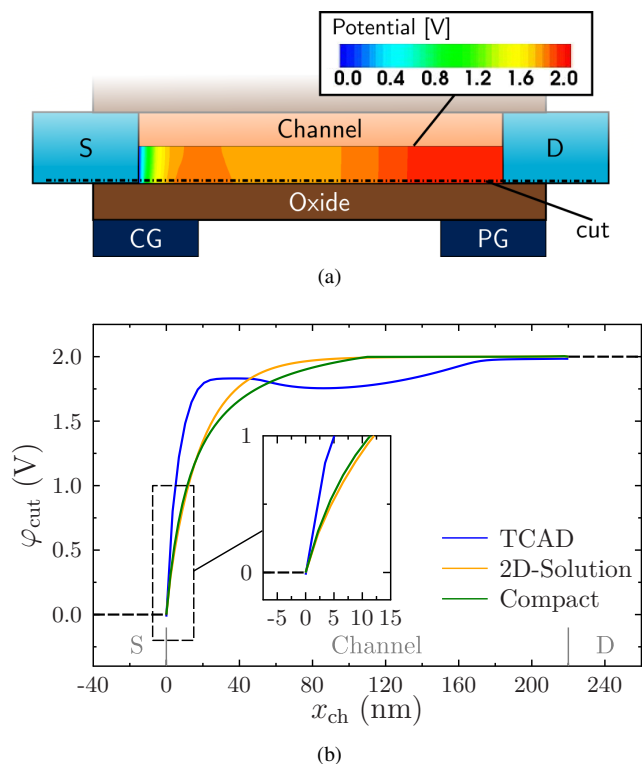 Potential [V]
0.0 0.4 0.8 1.2 1.6 2.0
S
Channel
D
Oxide
cut
CG
PG
(a)
2.0
1.5
1.0
0.5
0.0
φcut (V)
1
0
-5 0 5 10 15
TCAD
2D-Solution
Compact
S
Channel
D
-40 0 40 80 120 160 200 240
xch (nm)
(b)